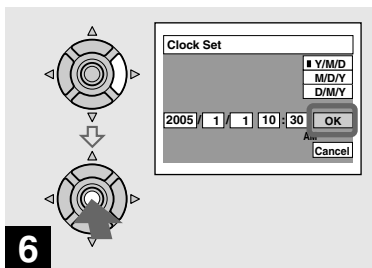 Clock Set
Y/M/D
M/D/Y
D/M/Y
2005 / 1 / 1 10 : 30 OK
AM
Cancel
6